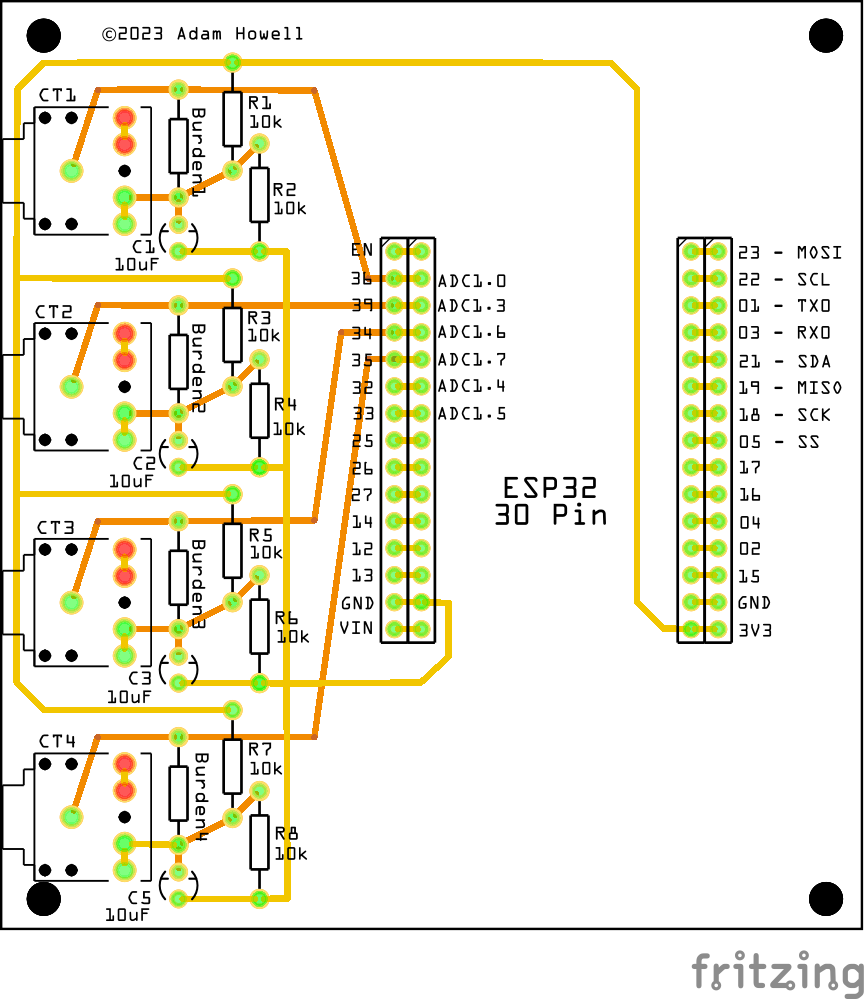 ©2023 Adam Howell
CT1
Burden1
R1
10k
R2
10k
C1
10uF
CT2
Burden2
R3
10k
R4
10k
C2
10uF
CT3
Burden3
R5
10k
R6
10k
C3
10uF
CT4
Burden4
R7
10k
R8
10k
C5
10uF
EN
36 ADC1.0
39 ADC1.3
34 ADC1.6
35 ADC1.7
32 ADC1.4
33 ADC1.5
25
26
27
14
12
13
GND
VIN
ESP32
30 Pin
23 - MOSI
22 - SCL
01 - TX0
03 - RX0
21 - SDA
19 - MISO
18 - SCK
05 - SS
17
16
04
02
15
GND
3V3
fritzing